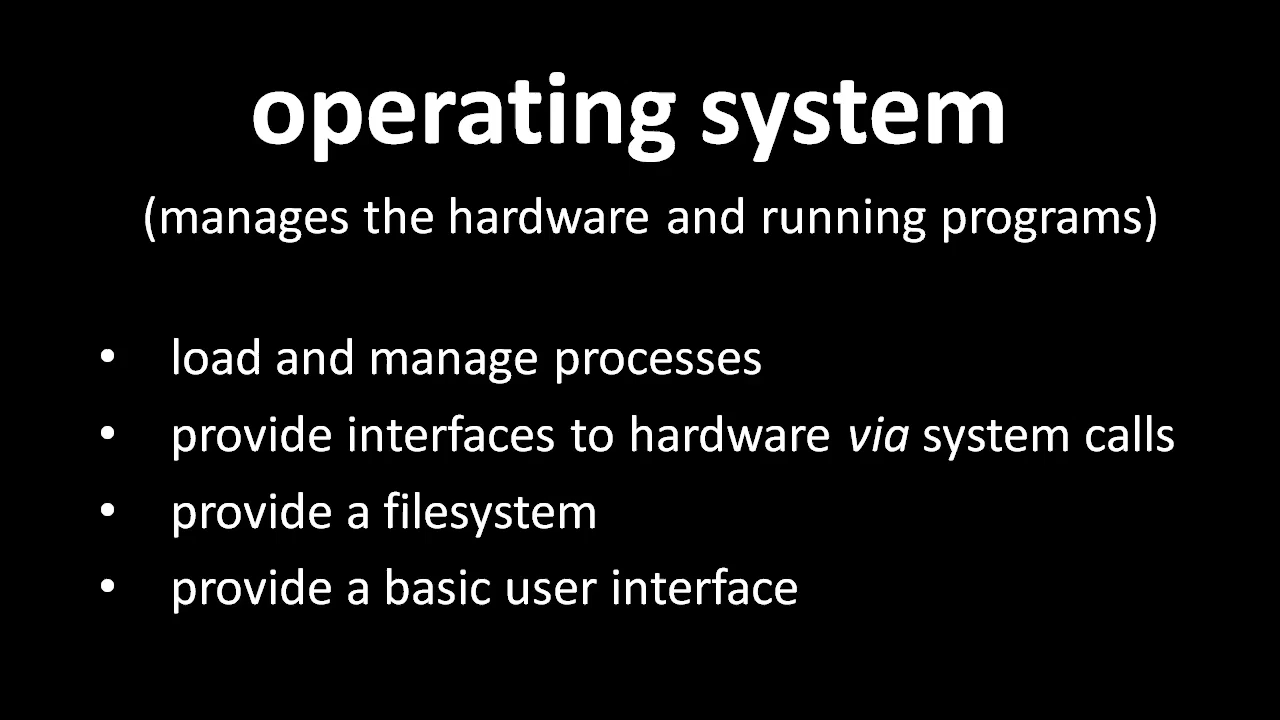 operating system
(manages the hardware and running programs)
• load and manage processes
• provide interfaces to hardware via system calls
• provide a filesystem
• provide a basic user interface